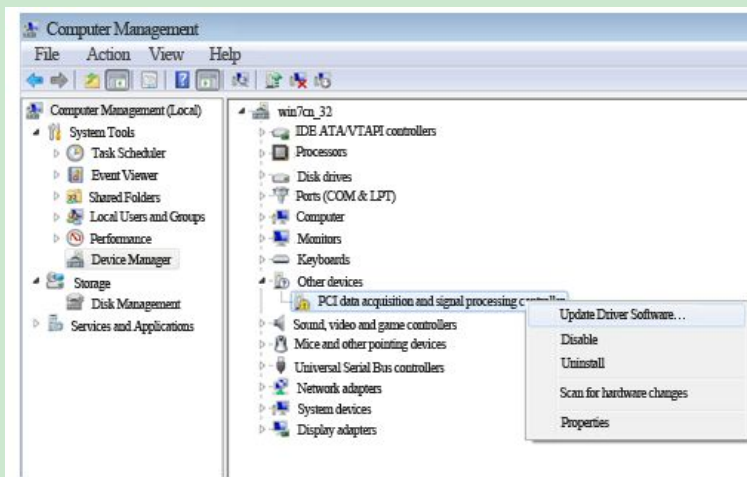 Computer Management
File Action View Help
Computer Management (Local)
System Tools
Task Scheduler
Event Viewer
Shared Folders
Local Users and Groups
Performance
Device Manager
Storage
Disk Management
Services and Applications
win7cn_32
IDE ATA/VTAPI controllers
Processors
Disk drives
Ports (COM & LPT)
Computer
Monitors
Keyboards
Other devices
PCI data acquisition and signal processing controller
Sound, video and game controllers
Mice and other pointing devices
Universal Serial Bus controllers
Network adapters
System devices
Display adapters
Update Driver Software...
Disable
Uninstall
Scan for hardware changes
Properties